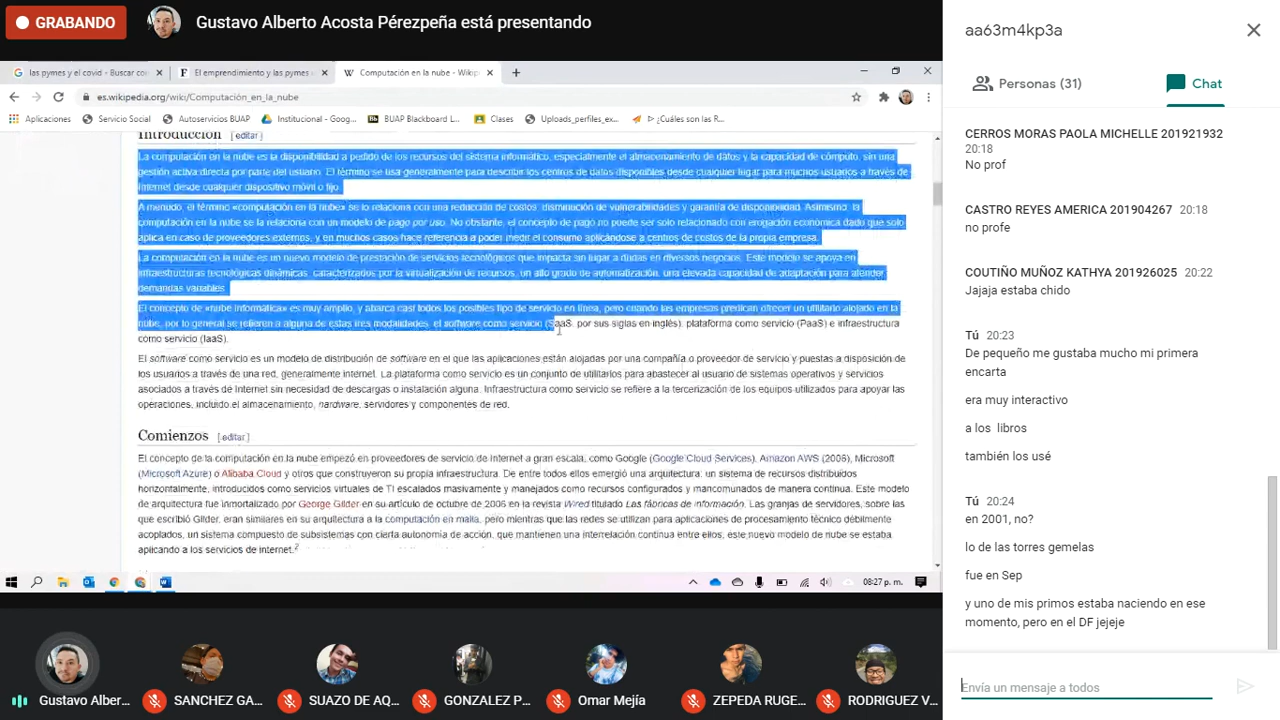 GRABANDO
Gustavo Alberto Acosta Pérezpeña está presentando
aa63m4kp3a
las pymes y el covid - Buscar co
El emprendimiento y las pymes
Computación en la nube - Wikip
es.wikipedia.org/wiki/Computación_en_la_nube
Personas (31)
Chat
Aplicaciones
Servicio Social
Autoservicios BUAP
Institucional - Goog...
BUAP Blackboard L...
Clases
Uploads_perfiles_ex...
¿Cuáles son las R...
Introducción [editar]
La computación en la nube es la disponibilidad a pedido de los recursos del sistema informático, especialmente el almacenamiento de datos y la capacidad de cómputo, sin una
gestión activa directa por parte del usuario. El término se usa generalmente para describir los centros de datos disponibles desde cualquier lugar para muchos usuarios a través de
Internet desde cualquier dispositivo móvil o fijo.
A menudo, el término «computación en la nube» se lo relaciona con una reducción de costos, disminución de vulnerabilidades y garantía de disponibilidad. Asimismo, la
computación en la nube se la relaciona con un modelo de pago por uso. No obstante, el concepto de pago no puede ser solo relacionado con erogación económica dado que solo
aplica en caso de proveedores externos, y en muchos casos hace referencia a poder medir el consumo aplicándose a centros de costos de la propia empresa.
La computación en la nube es un nuevo modelo de prestación de servicios tecnológicos que impacta sin lugar a dudas en diversos negocios. Este modelo se apoya en
infraestructuras tecnológicas dinámicas, caracterizados por la virtualización de recursos, un alto grado de automatización, una elevada capacidad de adaptación para atender
demandas variables.
El concepto de «nube informática» es muy amplio, y abarca casi todos los posibles tipo de servicio en línea, pero cuando las empresas predican ofrecer un utilitario alojado en la
nube, por lo general se refieren a alguna de estas tres modalidades: el software como servicio (SaaS, por sus siglas en inglés), plataforma como servicio (PaaS) e infraestructura
como servicio (IaaS).
El software como servicio es un modelo de distribución de software en el que las aplicaciones están alojadas por una compañía o proveedor de servicio y puestas a disposición de
los usuarios a través de una red, generalmente internet. La plataforma como servicio es un conjunto de utilitarios para abastecer al usuario de sistemas operativos y servicios
asociados a través de Internet sin necesidad de descargas o instalación alguna. Infraestructura como servicio se refiere a la tercerización de los equipos utilizados para apoyar las
operaciones, incluido el almacenamiento, hardware, servidores y componentes de red.
Comienzos [editar]
El concepto de la computación en la nube empezó en proveedores de servicio de Internet a gran escala, como Google (Google Cloud Services), Amazon AWS (2006), Microsoft
(Microsoft Azure) o Alibaba Cloud y otros que construyeron su propia infraestructura. De entre todos ellos emergió una arquitectura: un sistema de recursos distribuidos
horizontalmente, introducidos como servicios virtuales de TI escalados masivamente y manejados como recursos configurados y mancomunados de manera continua. Este modelo
de arquitectura fue inmortalizado por George Gilder en su artículo de octubre de 2006 en la revista Wired titulado Las fábricas de información. Las granjas de servidores, sobre las
que escribió Gilder, eran similares en su arquitectura a la computación en malla, pero mientras que las redes se utilizan para aplicaciones de procesamiento técnico débilmente
acoplados, un sistema compuesto de subsistemas con cierta autonomía de acción, que mantienen una interrelación continua entre ellos, este nuevo modelo de nube se estaba
aplicando a los servicios de internet.2
08:27 p. m.
CERROS MORAS PAOLA MICHELLE 201921932
20:18
No prof
CASTRO REYES AMERICA 201904267 20:18
no profe
COUTIÑO MUÑOZ KATHYA 201926025 20:22
Jajaja estaba chido
Tú 20:23
De pequeño me gustaba mucho mi primera
encarta
era muy interactivo
a los libros
también los usé
Tú 20:24
en 2001, no?
lo de las torres gemelas
fue en Sep
y uno de mis primos estaba naciendo en ese
momento, pero en el DF jejeje
Envía un mensaje a todos
Gustavo Alber...
SANCHEZ GA...
SUAZO DE AQ...
GONZALEZ P...
Omar Mejía
ZEPEDA RUGE...
RODRIGUEZ V...